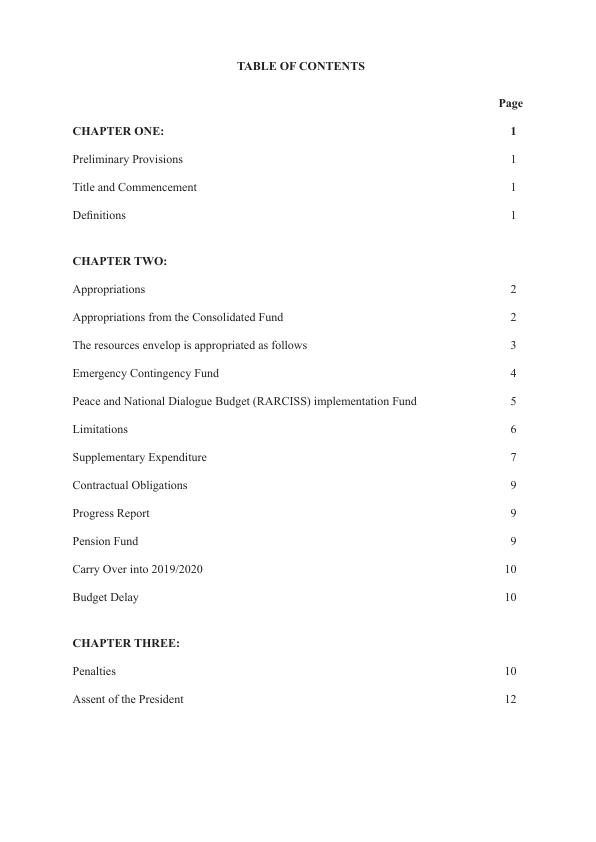 TABLE OF CONTENTS
Page
CHAPTER ONE: 1
Preliminary Provisions 1
Title and Commencement 1
Definitions 1
CHAPTER TWO:
Appropriations 2
Appropriations from the Consolidated Fund 2
The resources envelop is appropriated as follows 3
Emergency Contingency Fund 4
Peace and National Dialogue Budget (RARCISS) implementation Fund 5
Limitations 6
Supplementary Expenditure 7
Contractual Obligations 9
Progress Report 9
Pension Fund 9
Carry Over into 2019/2020 10
Budget Delay 10
CHAPTER THREE:
Penalties 10
Assent of the President 12